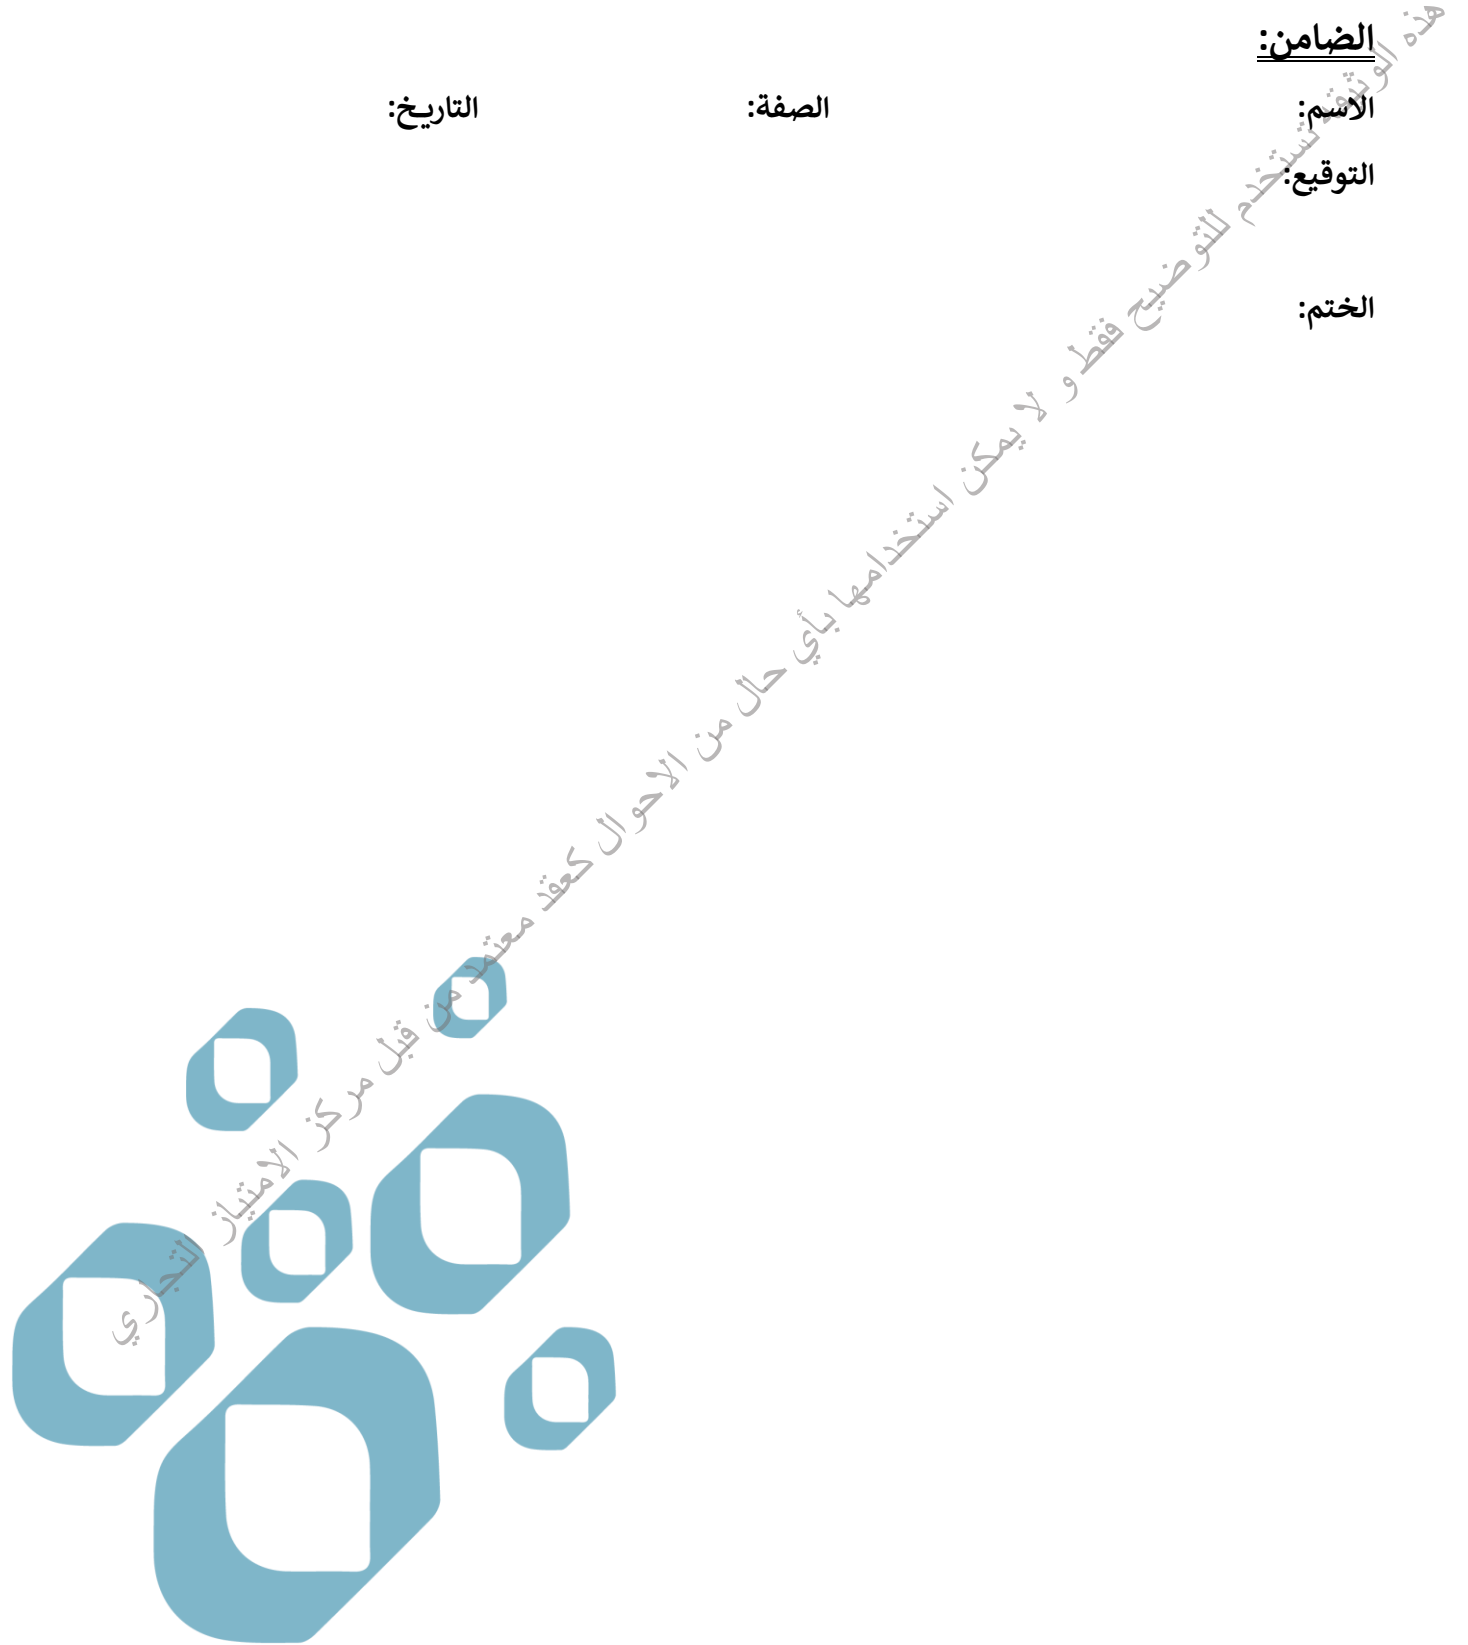 الضامن:
الاسم: الصفة: التاريخ:
التوقيع:
الختم:
هذه الوثيقة تستخدم للتوضيح فقط و لا يمكن استخدامها بأي حال من الاحوال كعقد معتمد من قبل مركز الامتياز التجاري